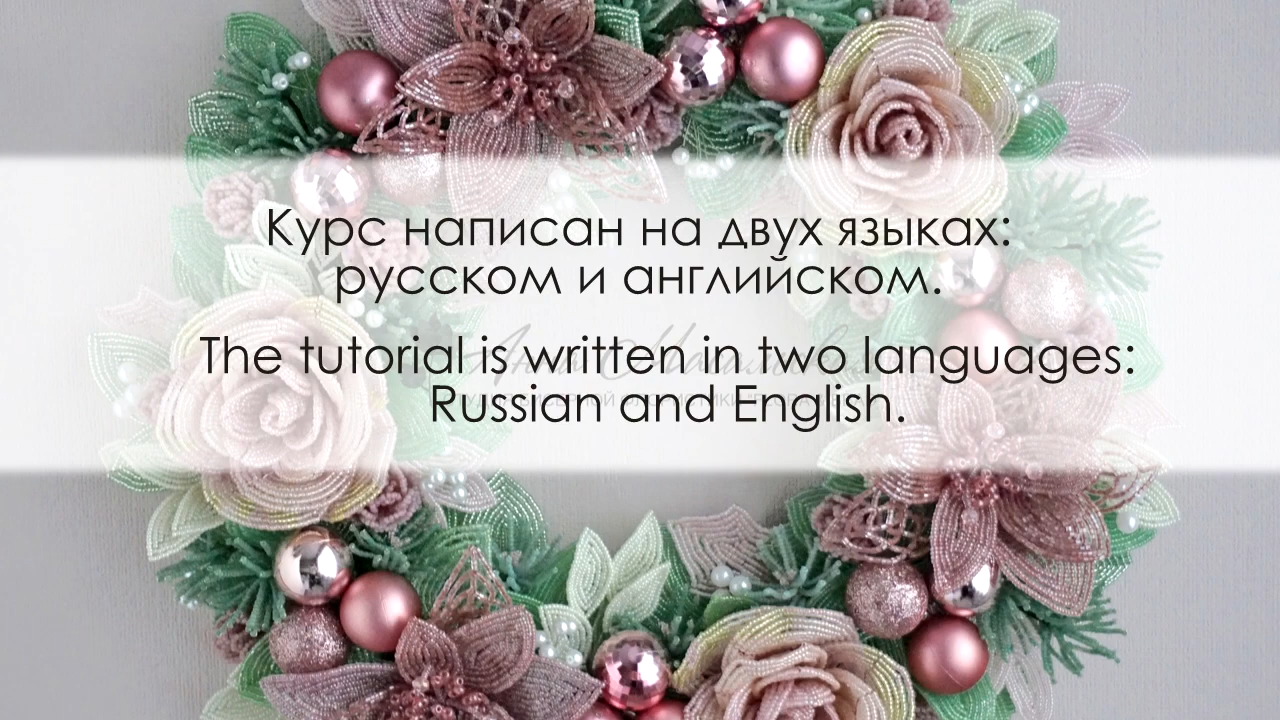 Курс написан на двух языках:
русском и английском.
The tutorial is written in two languages:
Russian and English.